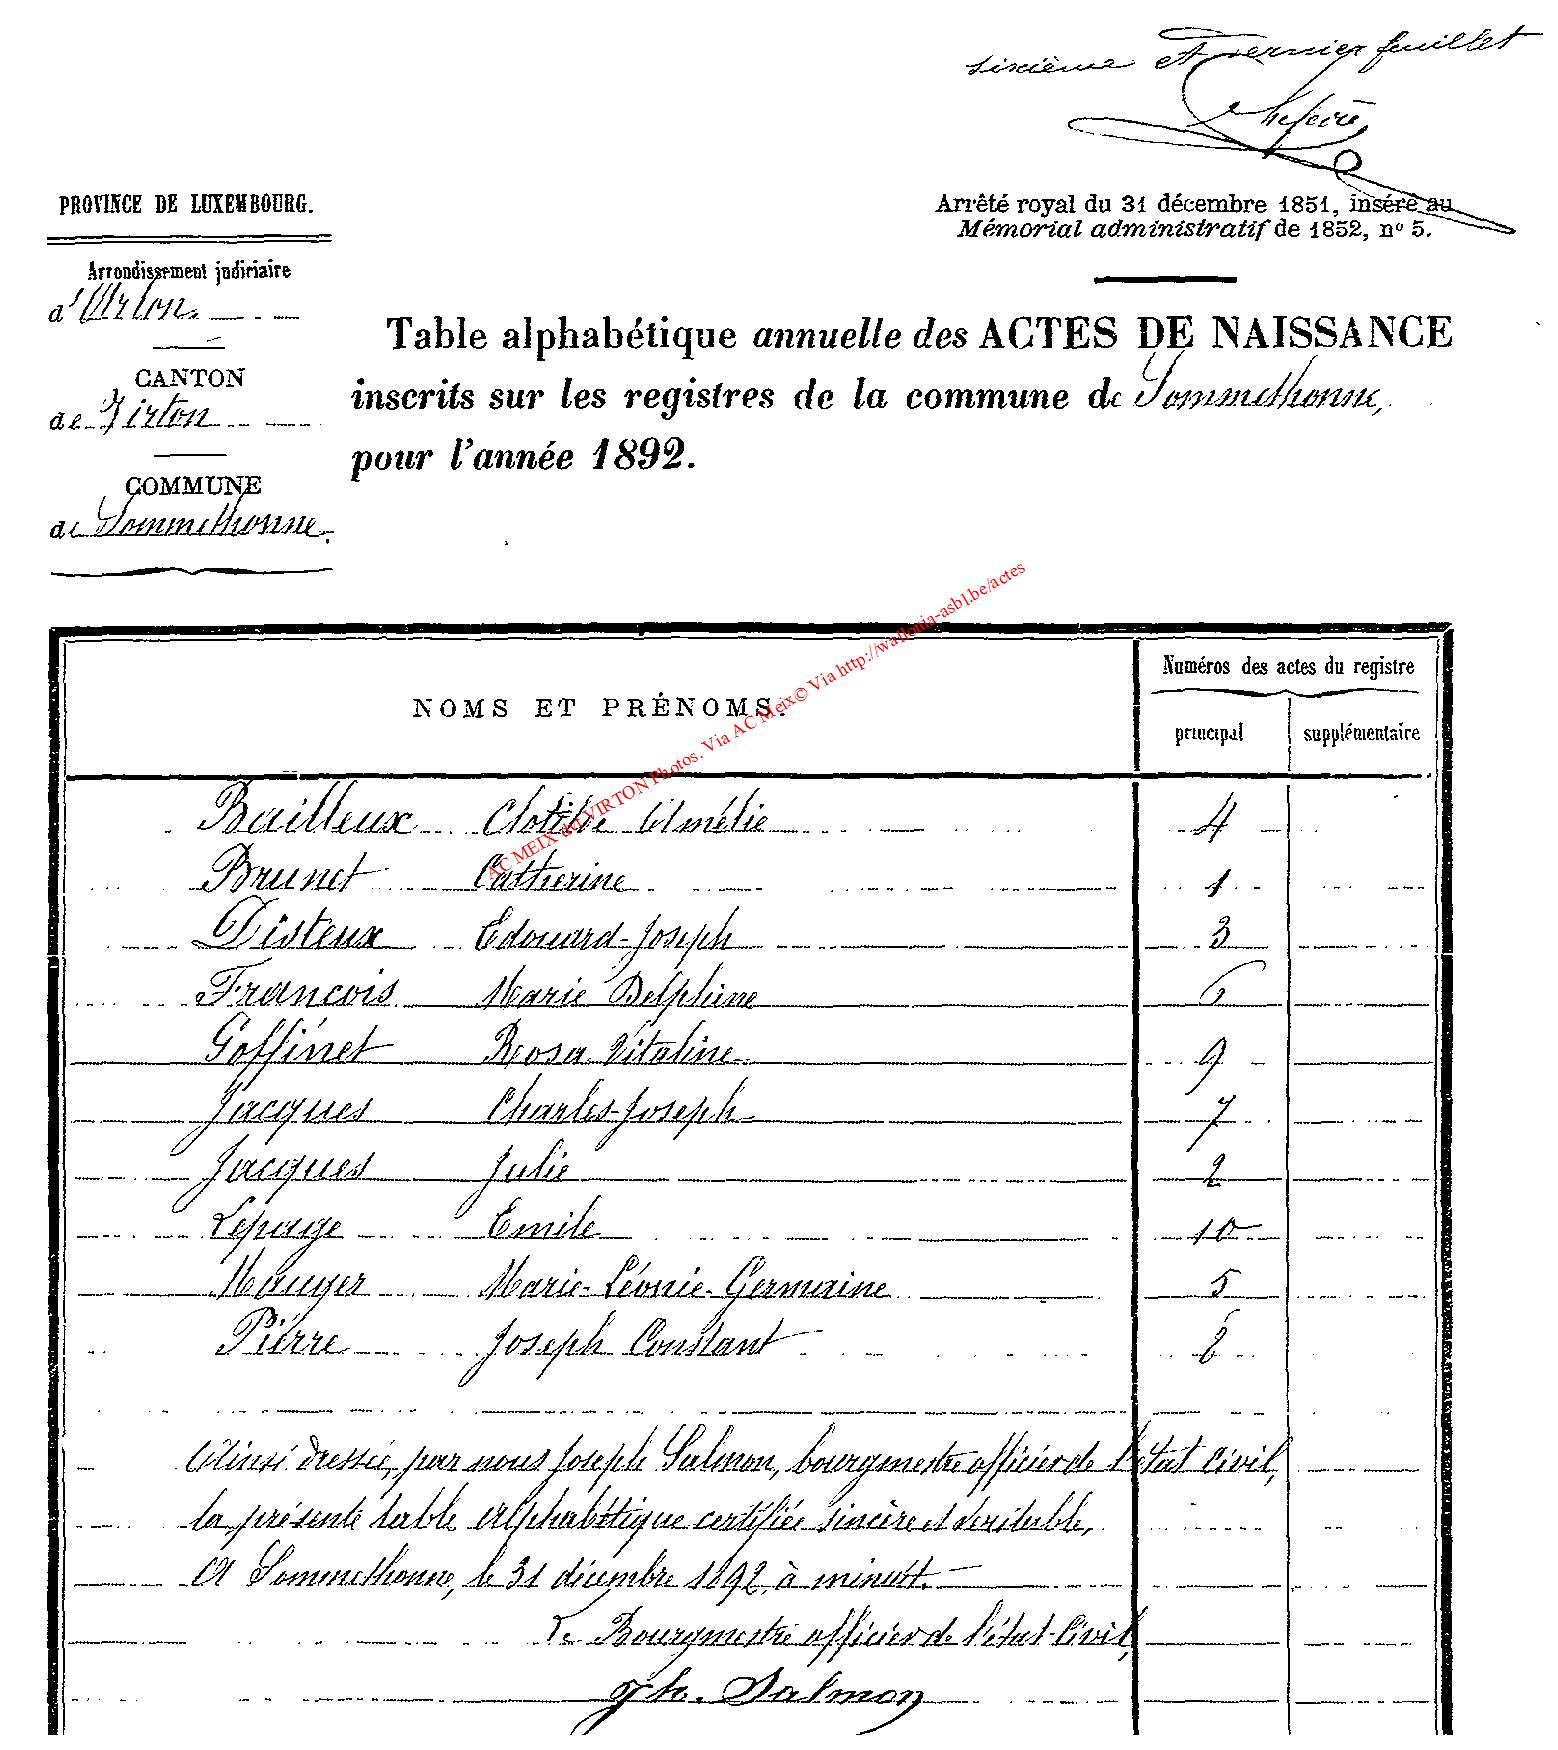 sixième et dernier feuillet
PROVINCE DE LUXEMBOURG.
Arrêté royal du 31 décembre 1851, inséré au
Mémorial administratif de 1852, nº 5.
Arrondissement judiciaire
d'Arlon.
CANTON
de Virton
COMMUNE
de Sommethonne.
Table alphabétique annuelle des ACTES DE NAISSANCE
inscrits sur les registres de la commune de Sommethonne,
pour l'année 1892.
AC MEIX dvt VIRTON Photos. Via AC Meix© Via http://wallonia-asbl.be/actes
NOMS ET PRÉNOMS.
Numéros des actes du registre
principal supplémentaire
Bailleux Clotilde Amélie 4
Brunet Catherine 1
Disteux Edouard-Joseph 3
François Marie Delphine 6
Goffinet Rosa Vitaline 9
Jacques Charles-Joseph 7
Jacques Julie 2
Lepage Emile 10
Mauger Marie-Léonie-Germaine 5
Piérre Joseph Constant 8
Ainsi dressée, par nous Joseph Salmon, bourgmestre officier de l'état civil,
la présente table alphabétique certifiée sincère et véritable,
A Sommethonne, le 31 décembre 1892, à minuit.
Le Bourgmestre officier de l'état-Civil,
Jh. Salmon